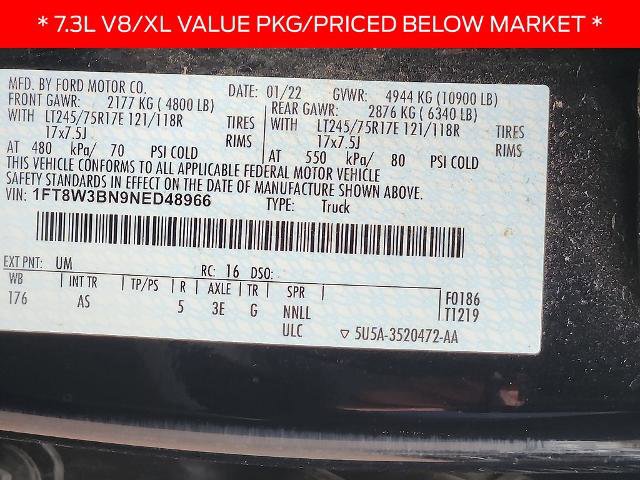 * 7.3L V8/XL VALUE PKG/PRICED BELOW MARKET *
MFD. BY FORD MOTOR CO.
DATE: 01/22 GVWR: 4944 KG (10900 LB)
FRONT GAWR: 2177 KG (4800 LB)
REAR GAWR: 2876 KG (6340 LB)
WITH LT245/75R17E 121/118R TIRES
WITH LT245/75R17E 121/118R TIRES
17x7.5J RIMS
17x7.5J RIMS
AT 480 kPa/ 70 PSI COLD
AT 550 kPa/ 80 PSI COLD
THIS VEHICLE CONFORMS TO ALL APPLICABLE FEDERAL MOTOR VEHICLE
SAFETY STANDARDS IN EFFECT ON THE DATE OF MANUFACTURE SHOWN ABOVE.
VIN: 1FT8W3BN9NED48966 TYPE: Truck
EXT PNT: UM RC: 16 DSO:
WB INT TR TP/PS R AXLE TR SPR F0186
176 AS 5 3E G NNLL T1219
ULC ▽ 5U5A-3520472-AA